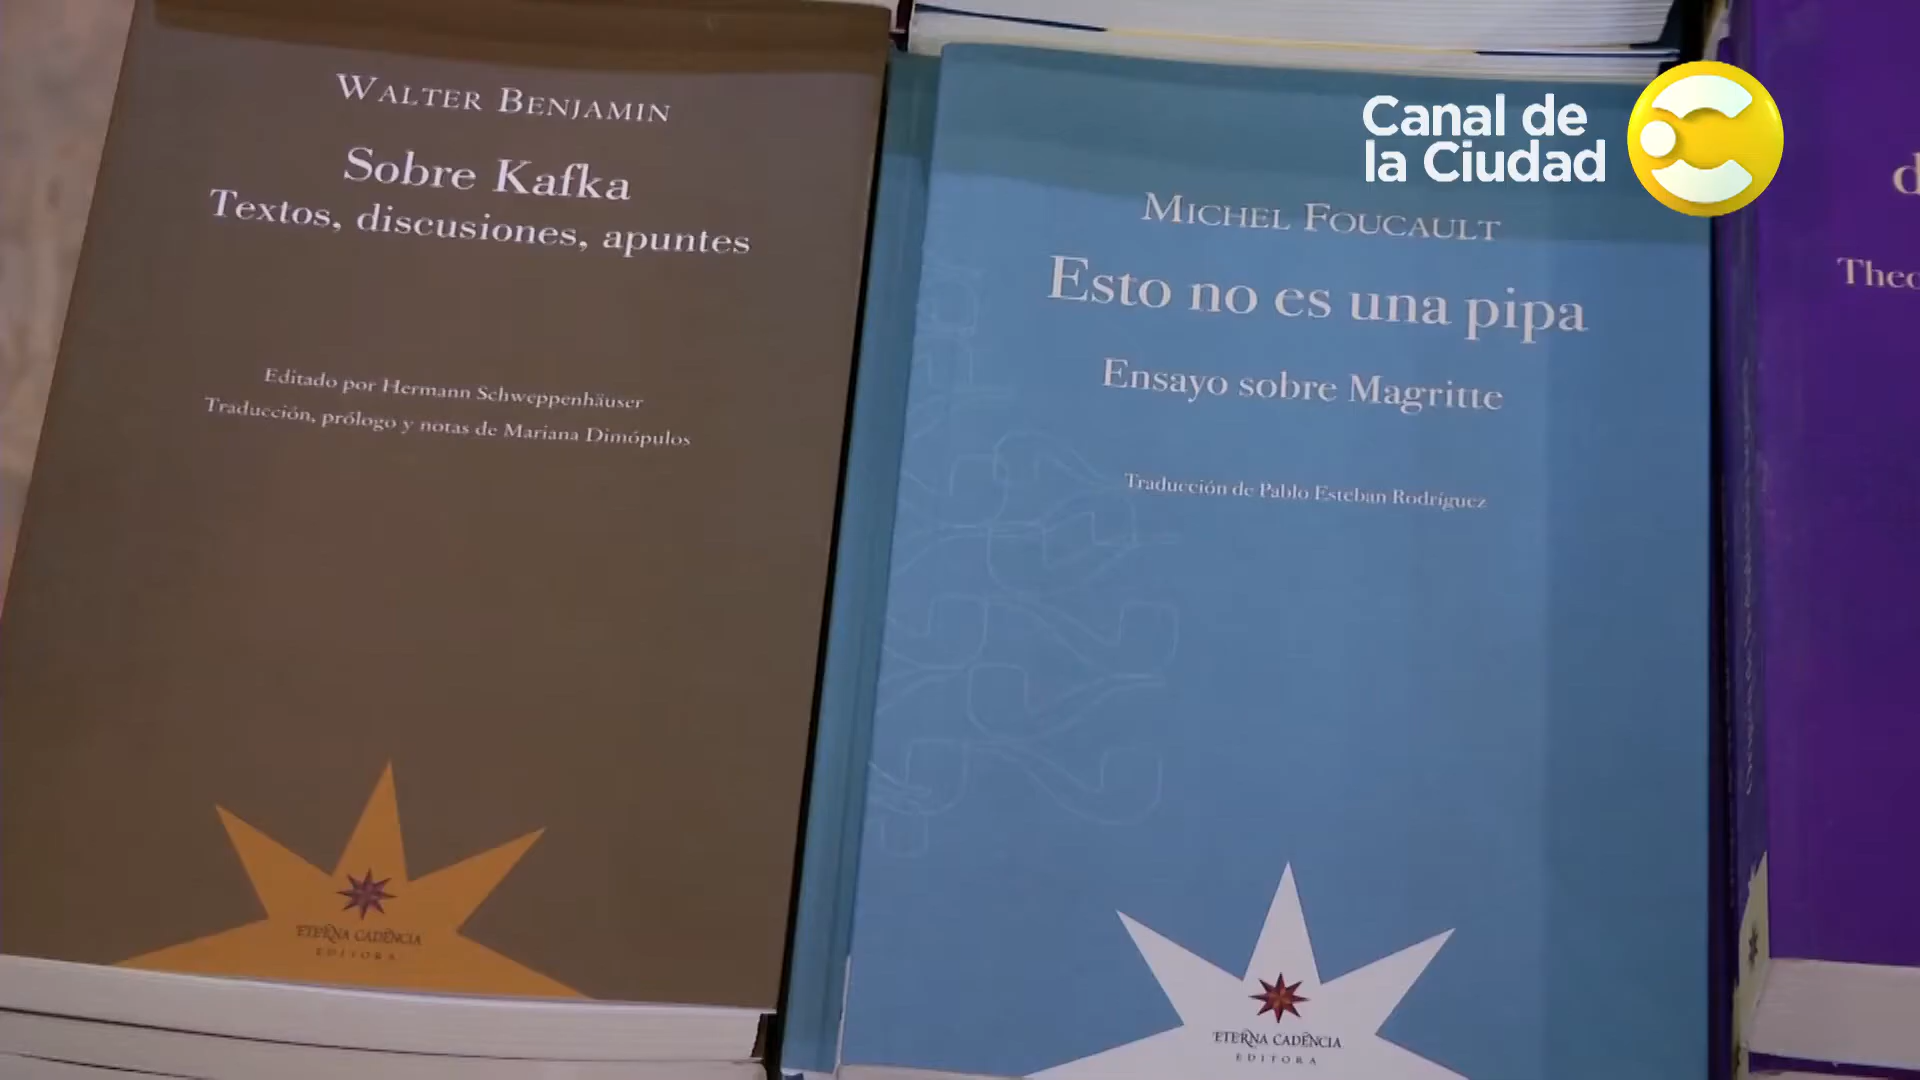 WALTER BENJAMIN
Sobre Kafka
Textos, discusiones, apuntes
Editado por Hermann Schweppenhäuser
Traducción, prólogo y notas de Mariana Dimópulos
ETERNA CADENCIA
EDITORA
MICHEL FOUCAULT
Esto no es una pipa
Ensayo sobre Magritte
Traducción de Pablo Esteban Rodríguez
ETERNA CADENCIA
EDITORA
Canal de
la Ciudad